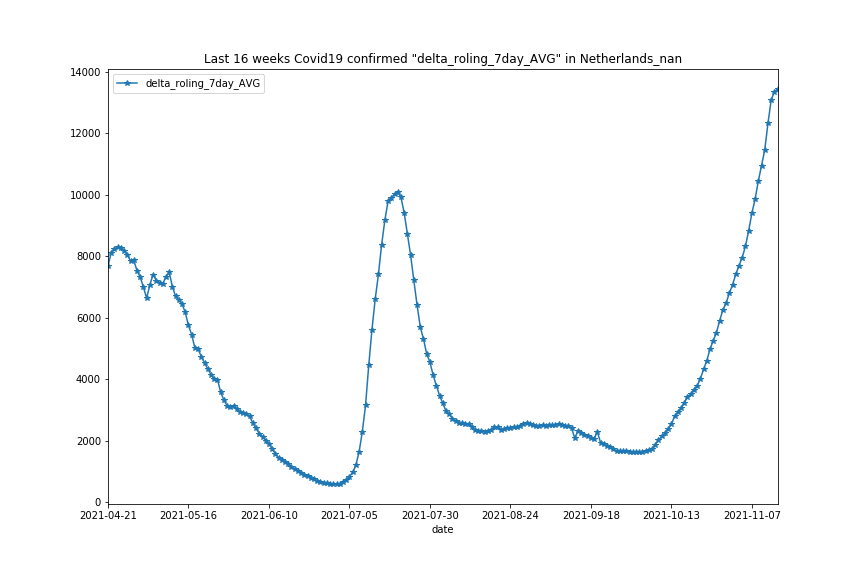 Last 16 weeks Covid19 confirmed "delta_roling_7day_AVG" in Netherlands_nan
delta_roling_7day_AVG
14000
12000
10000
8000
6000
4000
2000
0
2021-04-21 2021-05-16 2021-06-10 2021-07-05 2021-07-30 2021-08-24 2021-09-18 2021-10-13 2021-11-07
date